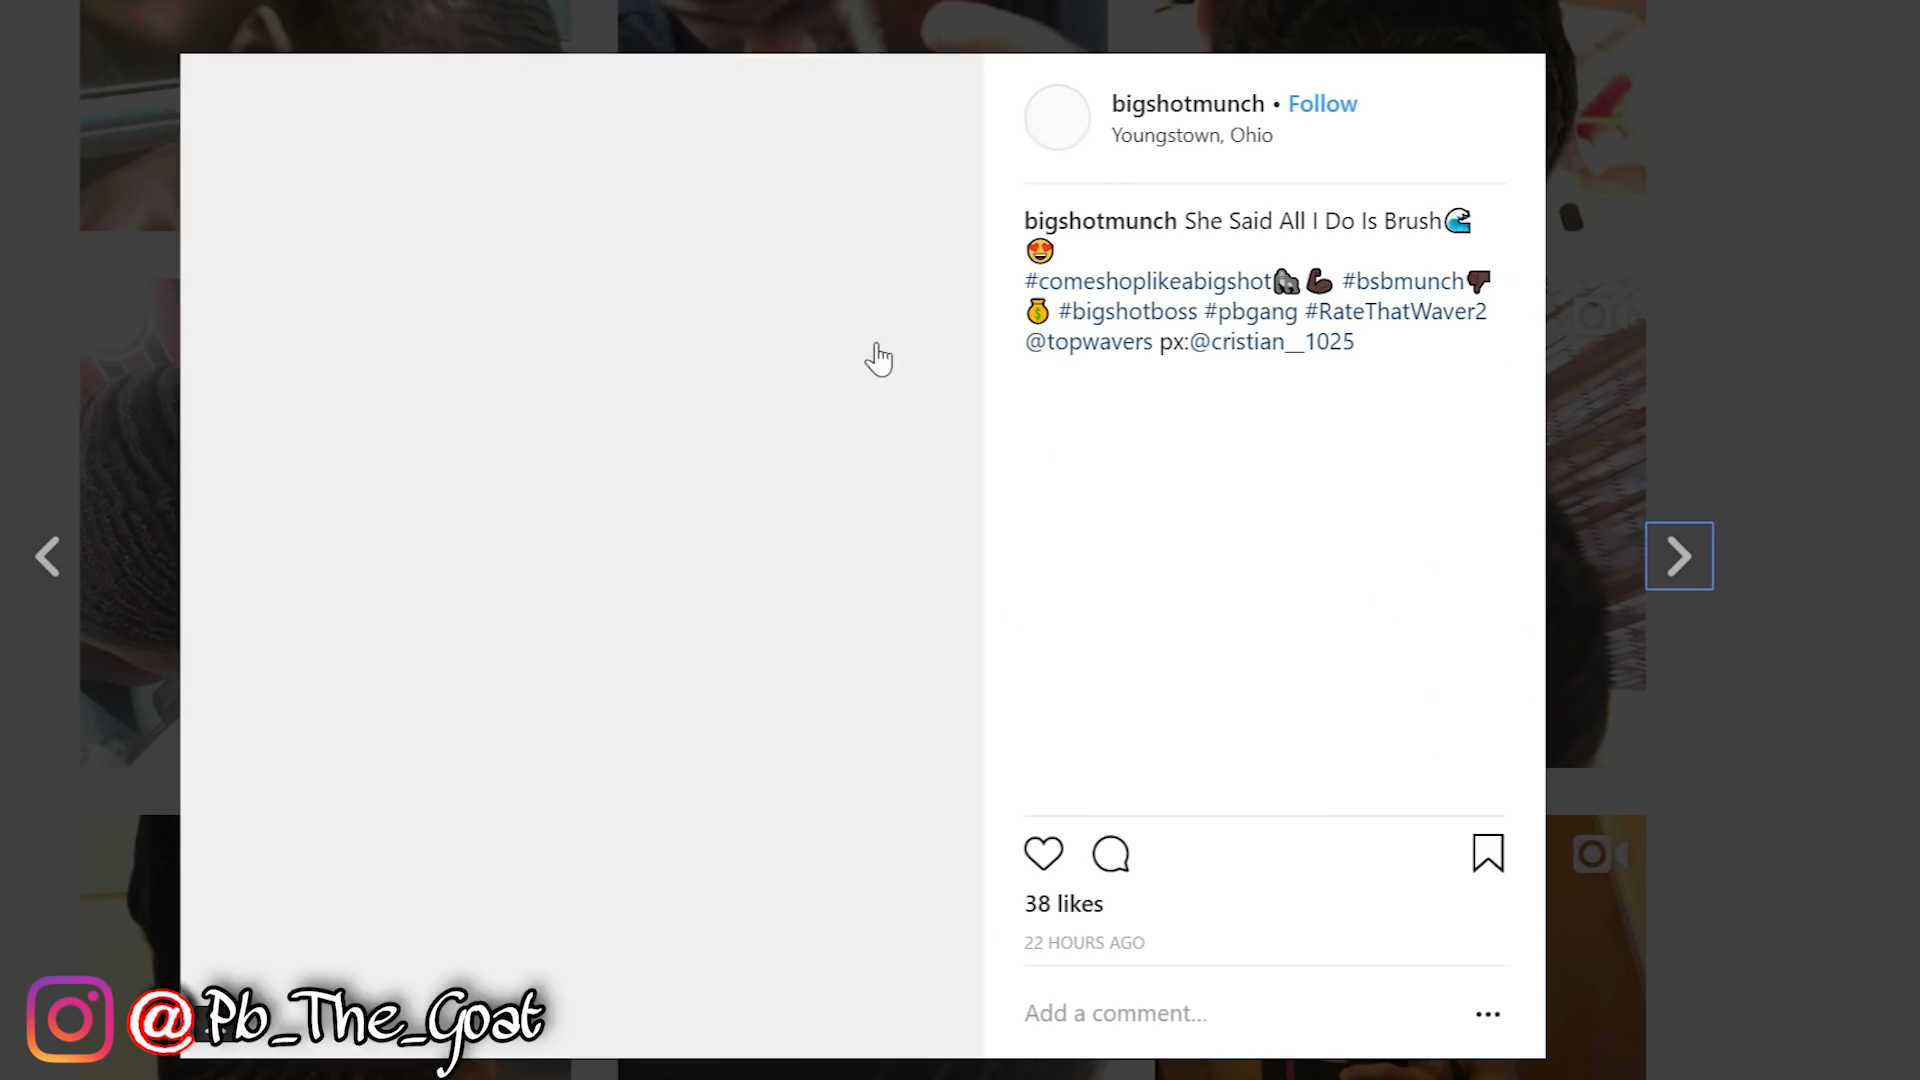 bigshotmunch • Follow
Youngstown, Ohio
bigshotmunch She Said All I Do Is Brush🌊
😍
#comeshoplikeabigshot🦍💪🏿 #bsbmunch👎🏿
💰 #bigshotboss #pbgang #RateThatWaver2
@topwavers px:@cristian__1025
38 likes
22 HOURS AGO
Add a comment...
@Pb_The_Goat